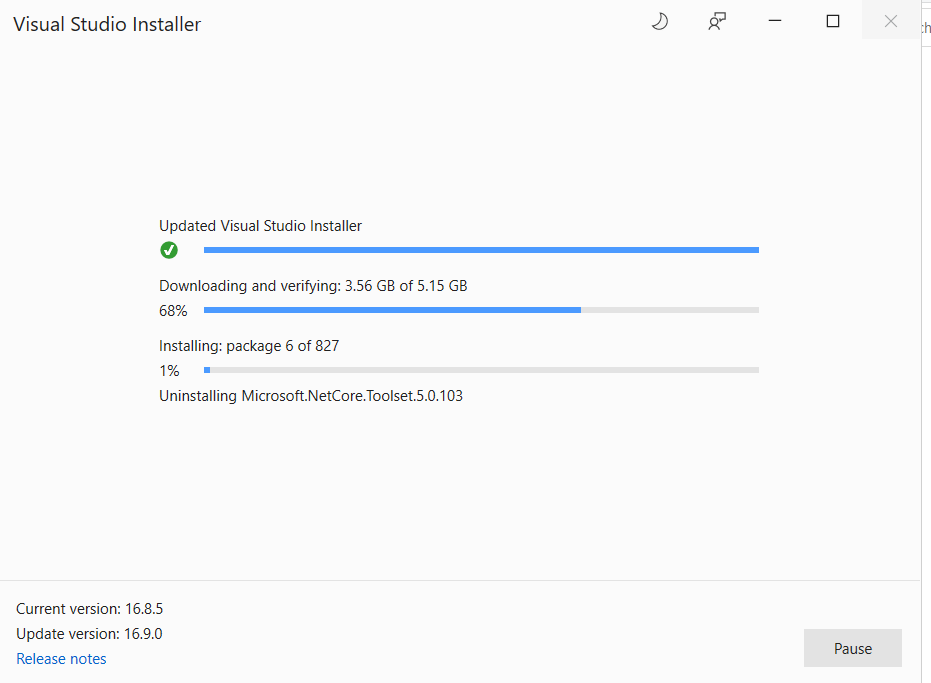 Visual Studio Installer
ch
Updated Visual Studio Installer
Downloading and verifying: 3.56 GB of 5.15 GB
68%
Installing: package 6 of 827
1%
Uninstalling Microsoft.NetCore.Toolset.5.0.103
Current version: 16.8.5
Update version: 16.9.0
Release notes
Pause